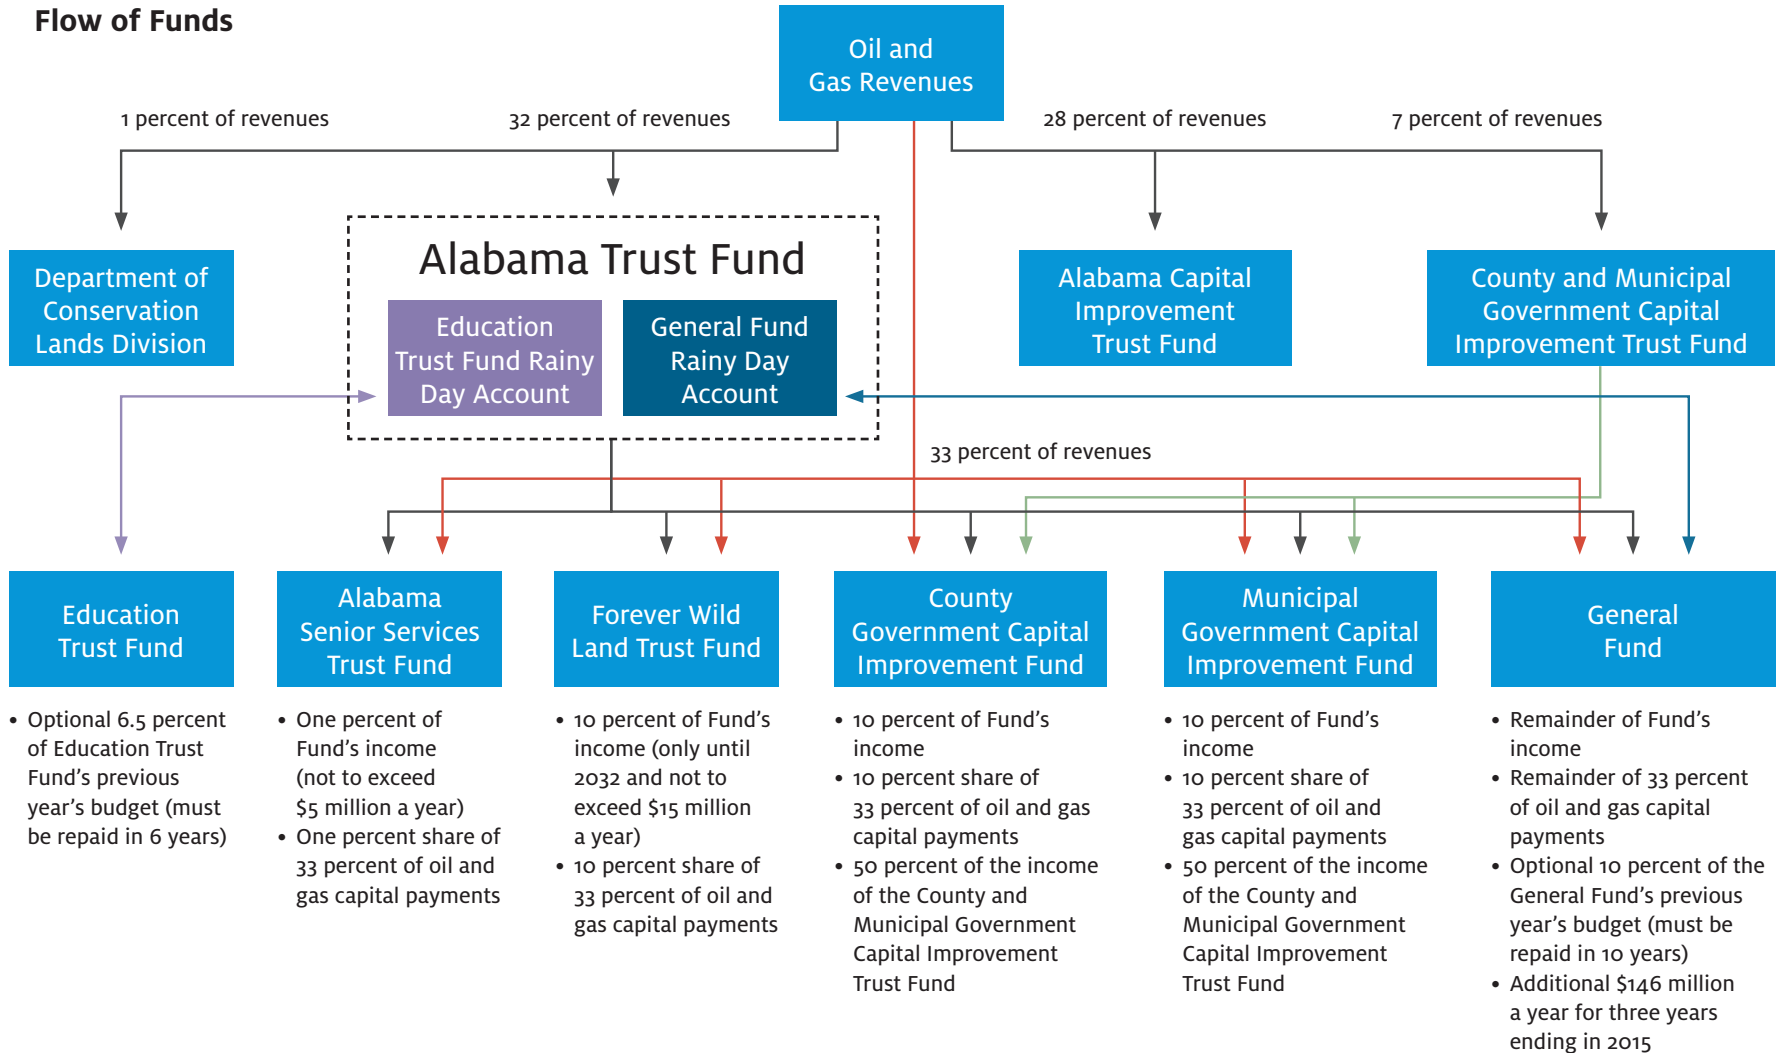 Flow of Funds
Oil and
Gas Revenues
1 percent of revenues
32 percent of revenues
28 percent of revenues
7 percent of revenues
Department of
Conservation
Lands Division
Alabama Trust Fund
Education
Trust Fund Rainy
Day Account
General Fund
Rainy Day
Account
Alabama Capital
Improvement
Trust Fund
County and Municipal
Government Capital
Improvement Trust Fund
33 percent of revenues
Education
Trust Fund
Alabama
Senior Services
Trust Fund
Forever Wild
Land Trust Fund
County
Government Capital
Improvement Fund
Municipal
Government Capital
Improvement Fund
General
Fund
• Optional 6.5 percent
of Education Trust
Fund's previous
year's budget (must
be repaid in 6 years)
• One percent of
Fund's income
(not to exceed
$5 million a year)
• One percent share of
33 percent of oil and
gas capital payments
• 10 percent of Fund's
income (only until
2032 and not to
exceed $15 million
a year)
• 10 percent share of
33 percent of oil and
gas capital payments
• 10 percent of Fund's
income
• 10 percent share of
33 percent of oil and gas
capital payments
• 50 percent of the income
of the County and
Municipal Government
Capital Improvement
Trust Fund
• 10 percent of Fund's
income
• 10 percent share of
33 percent of oil and
gas capital payments
• 50 percent of the income
of the County and
Municipal Government
Capital Improvement
Trust Fund
• Remainder of Fund's
income
• Remainder of 33 percent
of oil and gas capital
payments
• Optional 10 percent of the
General Fund's previous
year's budget (must be
repaid in 10 years)
• Additional $146 million
a year for three years
ending in 2015